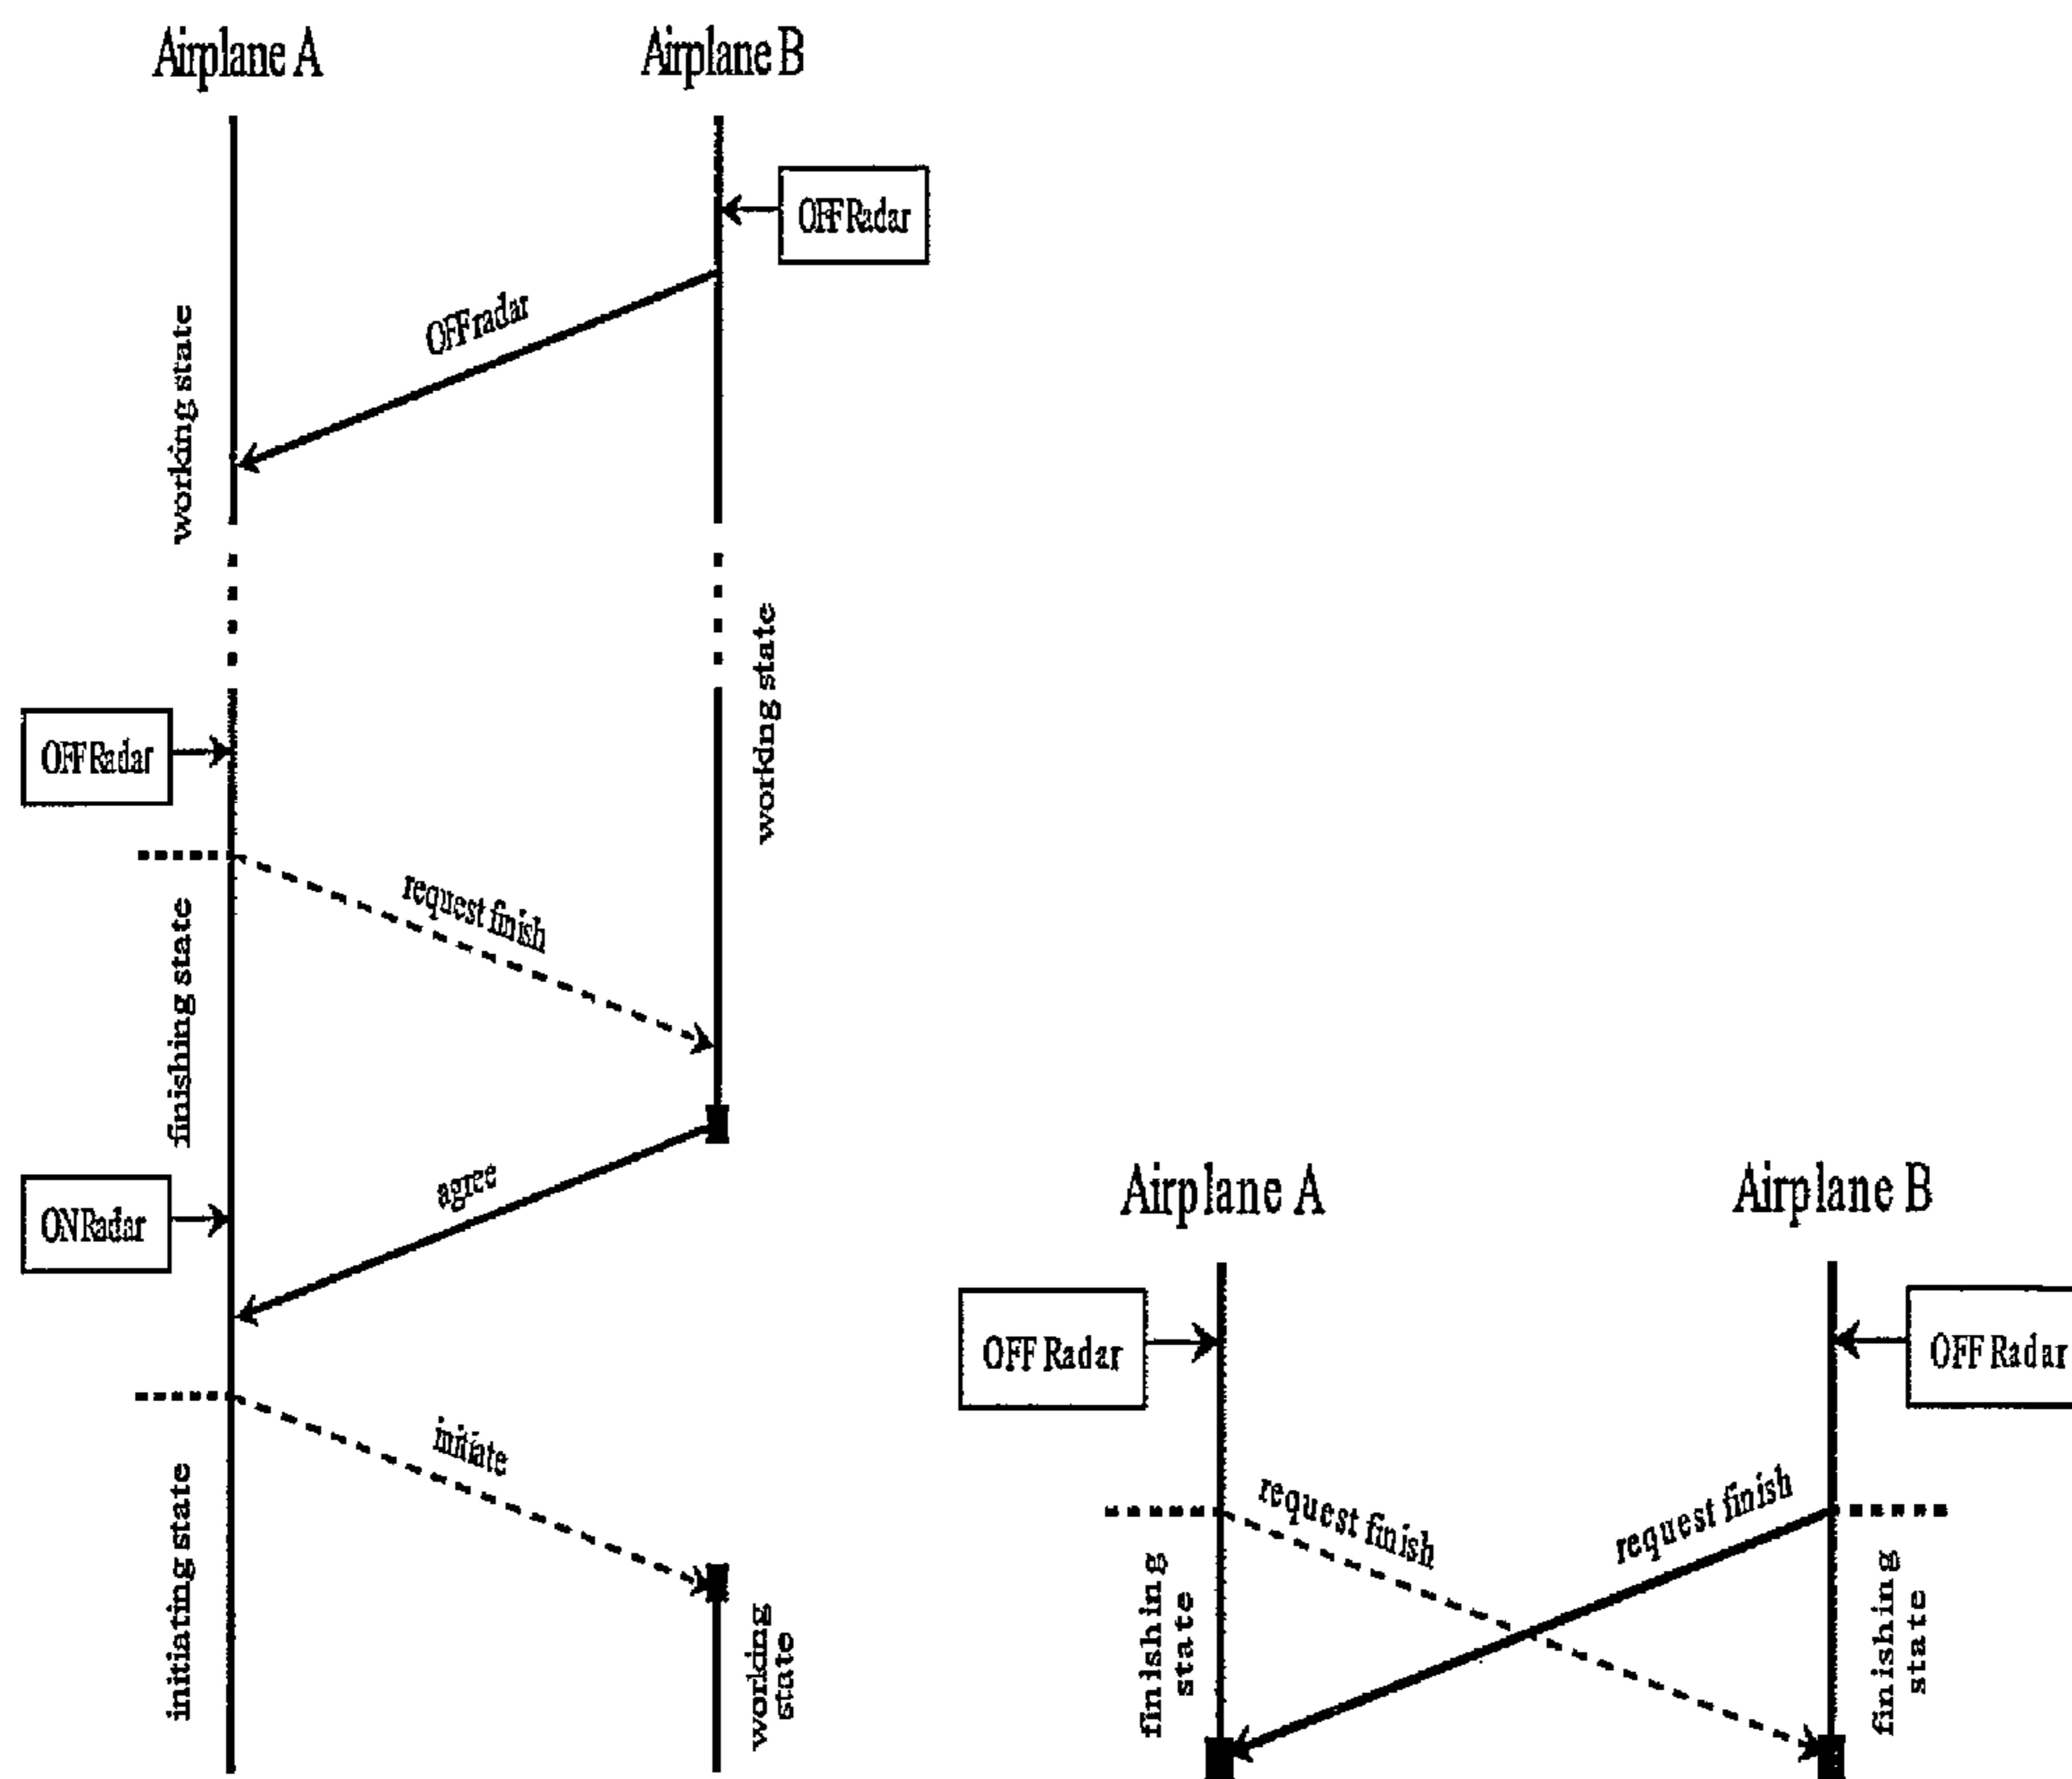 Airplane A
Airplane B
OFF Radar
OFF radar
working state
working state
OFF Radar
request finish
finishing state
agree
ON Radar
initiate
initiating state
working
state
Airplane A
Airplane B
OFF Radar
OFF Radar
request finish
request finish
finishing
state
finishing
state